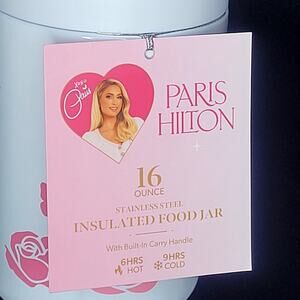 Paris
PARIS
HILTON
16
OUNCE
STAINLESS STEEL
INSULATED FOOD JAR
With Built-In Carry Handle
6HRS
HOT
9HRS
COLD